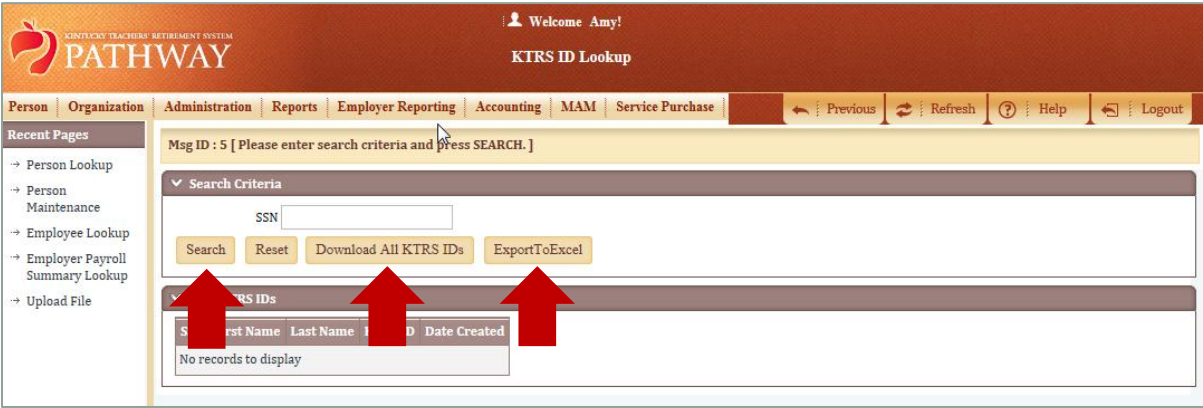 Welcome Amy!
KENTUCKY TEACHERS' RETIREMENT SYSTEM
PATHWAY
KTRS ID Lookup
Person Organization Administration Reports Employer Reporting Accounting MAM Service Purchase Previous Refresh Help Logout
Recent Pages
Msg ID : 5 [ Please enter search criteria and press SEARCH. ]
Person Lookup
Person
Maintenance
Employee Lookup
Employer Payroll
Summary Lookup
Upload File
Search Criteria
SSN
Search Reset Download All KTRS IDs ExportToExcel
IDs
Name Last Name Date Created
No records to display